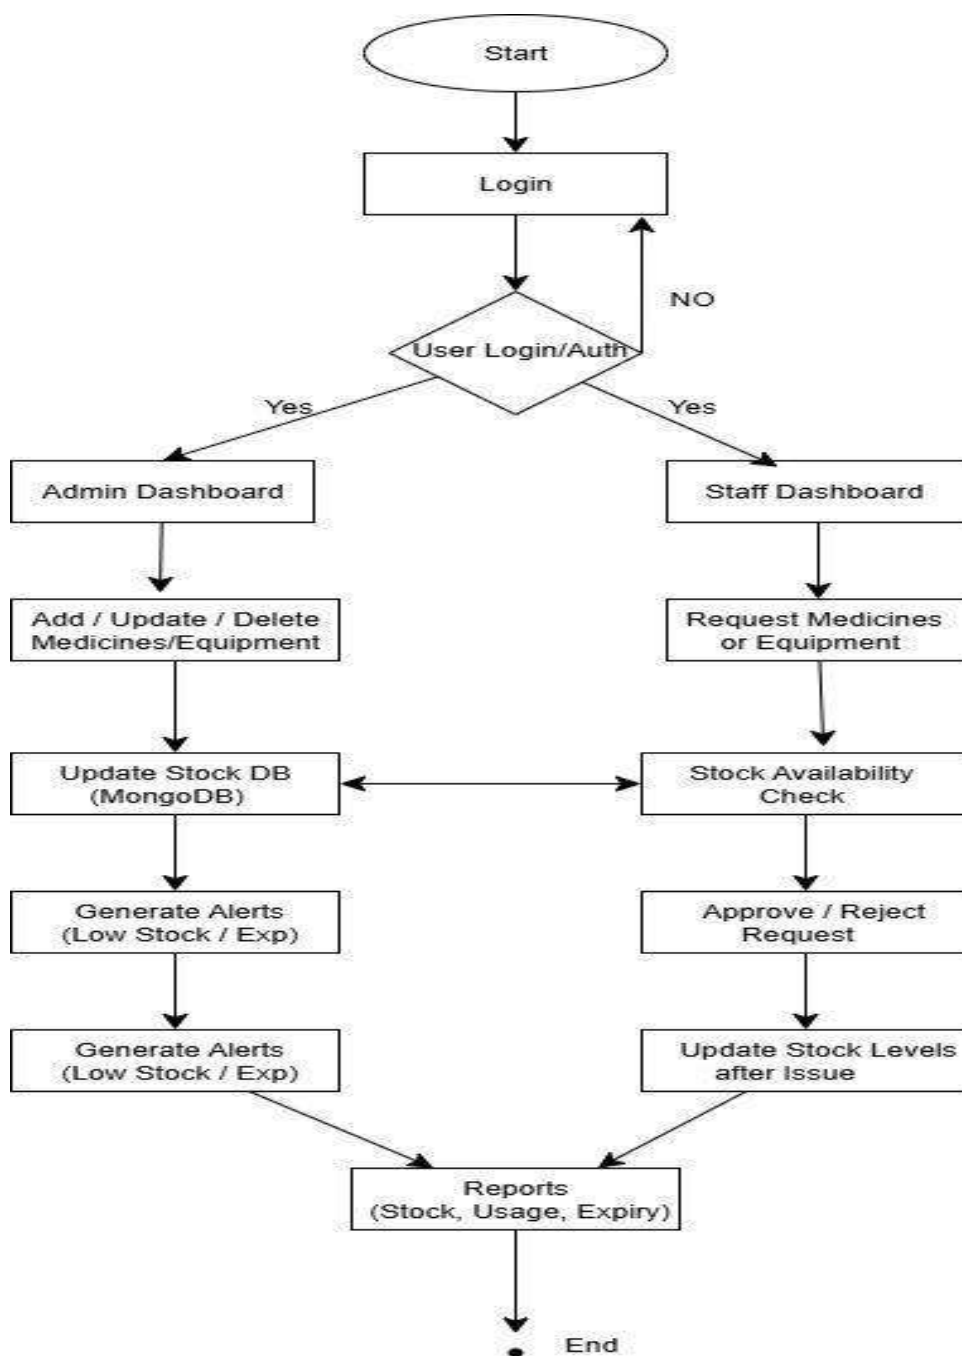 Start
Login
NO
User Login/Auth
Yes
Yes
Admin Dashboard
Staff Dashboard
Add / Update / Delete
Medicines/Equipment
Request Medicines
or Equipment
Update Stock DB
(MongoDB)
Stock Availability
Check
Generate Alerts
(Low Stock / Exp)
Approve / Reject
Request
Generate Alerts
(Low Stock / Exp)
Update Stock Levels
after Issue
Reports
(Stock, Usage, Expiry)
End